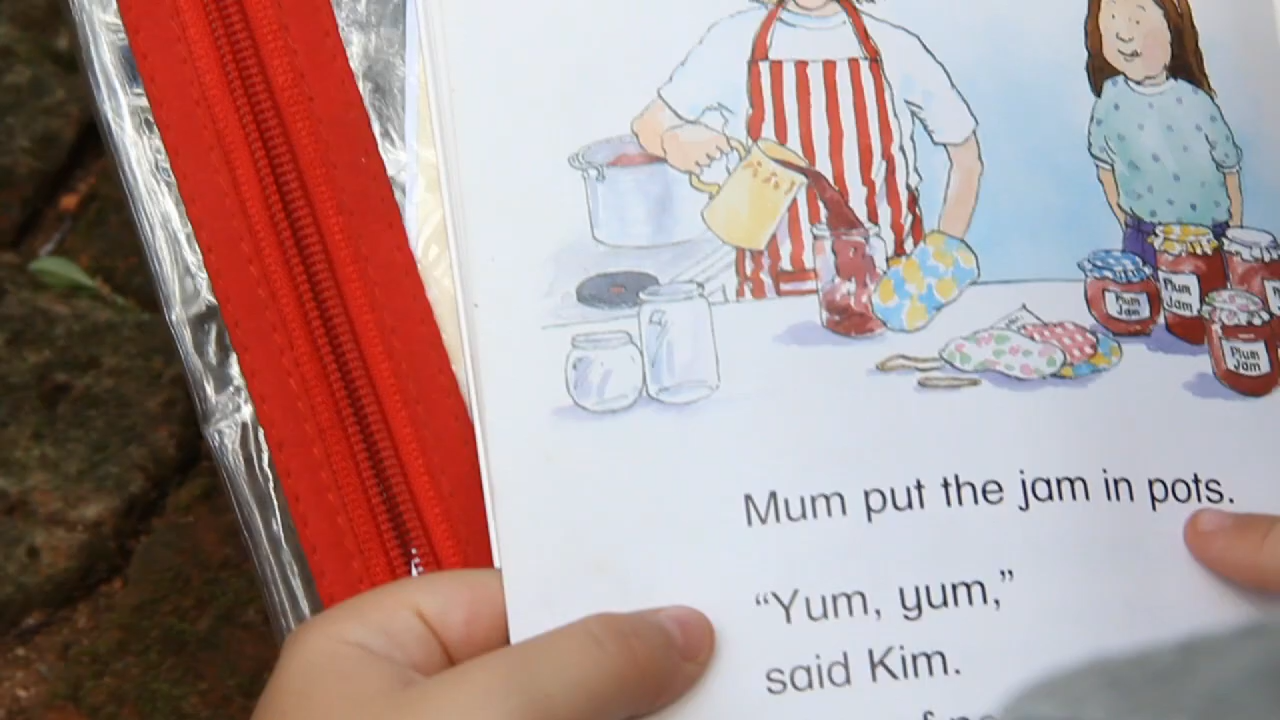 Plum
Jam
Plum
Jam
Plum
Jam
Mum put the jam in pots.
“Yum, yum,”
said Kim.